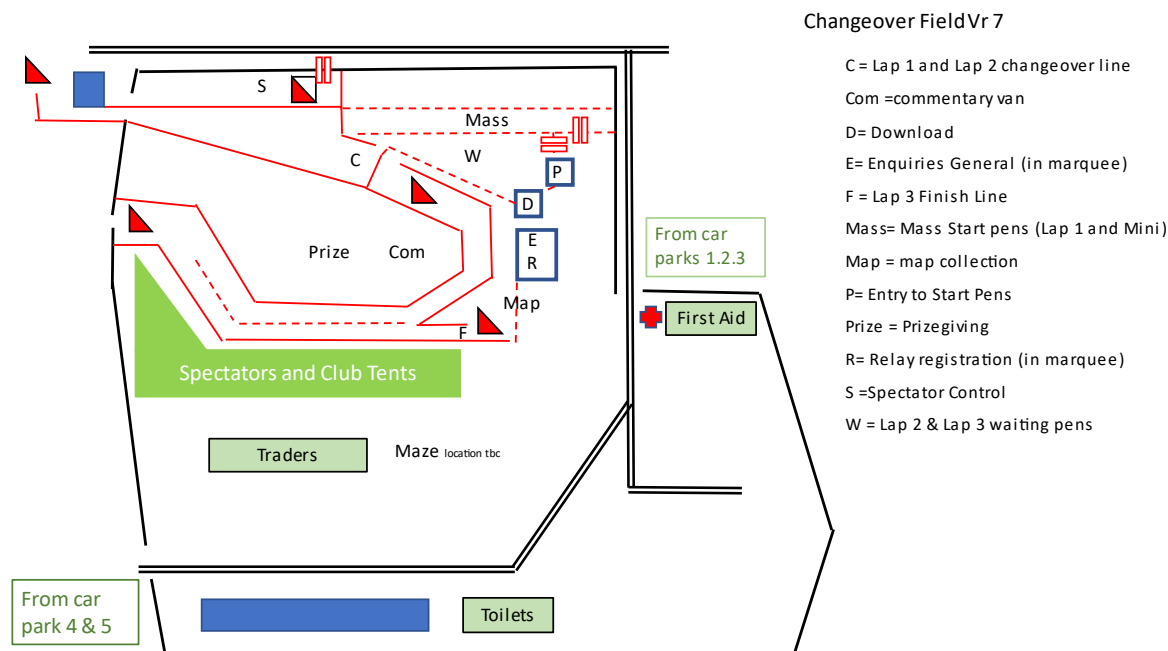 Changeover Field Vr 7
C = Lap 1 and Lap 2 changeover line
Com =commentary van
D= Download
E= Enquiries General (in marquee)
F = Lap 3 Finish Line
Mass= Mass Start pens (Lap 1 and Mini)
Map = map collection
P= Entry to Start Pens
Prize = Prizegiving
R= Relay registration (in marquee)
S =Spectator Control
W = Lap 2 & Lap 3 waiting pens
S
Mass
C
W
P
D
Prize
Com
E
R
From car
parks 1.2.3
Map
F
First Aid
Spectators and Club Tents
Traders
Maze location tbc
From car
park 4 & 5
Toilets